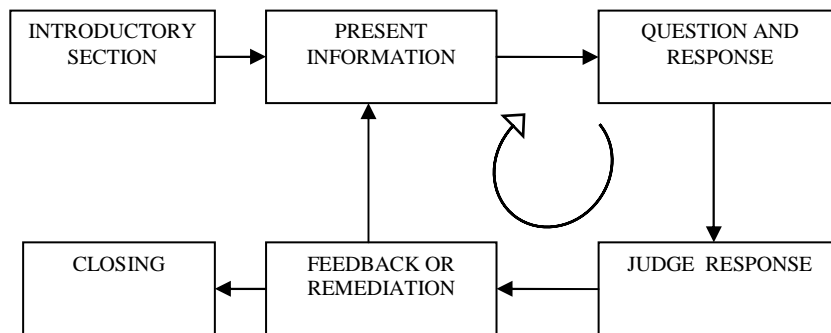 INTRODUCTORY
SECTION
PRESENT
INFORMATION
QUESTION AND
RESPONSE
CLOSING
FEEDBACK OR
REMEDIATION
JUDGE RESPONSE